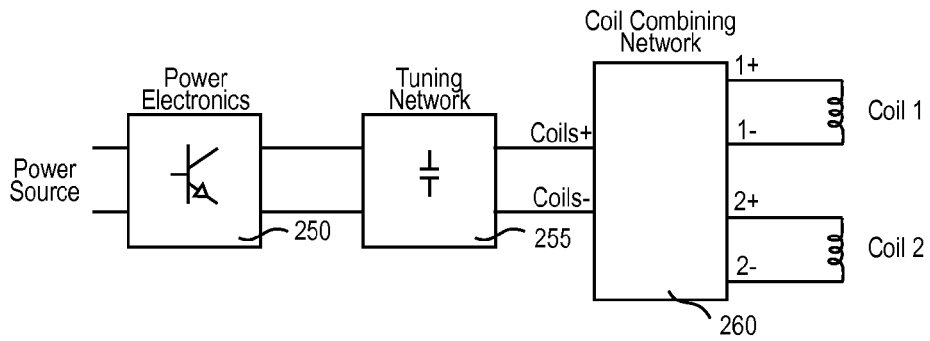 Coil Combining
Network
Power
Electronics
Tuning
Network
Power
Source
Coils+
Coils-
1+
1-
2+
2-
Coil 1
Coil 2
250
255
260